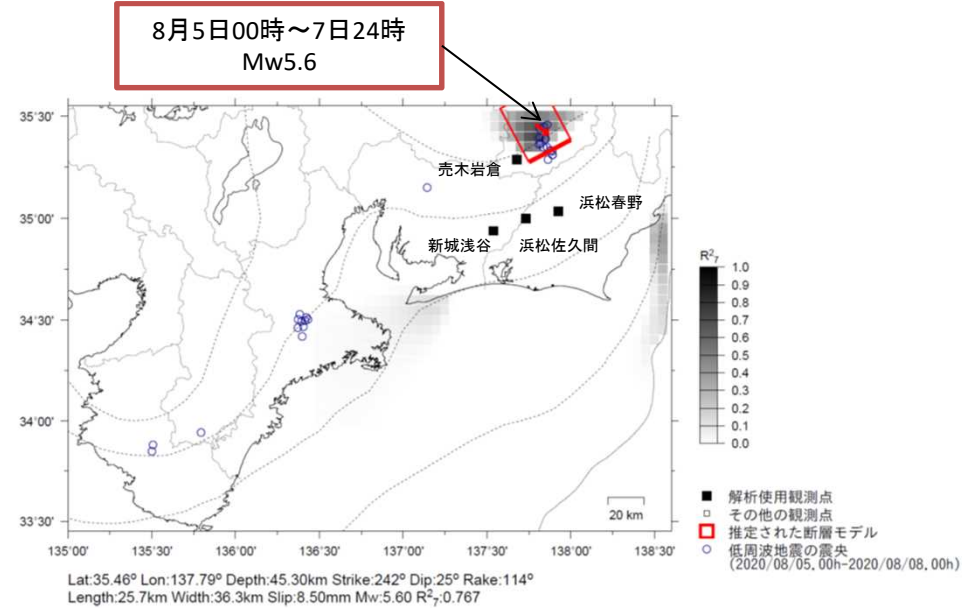 8月5日00時～7日24時
Mw5.6
35°30'
35°00'
34°30'
34°00'
33°30'
135°00'
135°30'
136°00'
136°30'
137°00'
137°30'
138°00'
138°30'
売木岩倉
浜松春野
新城浅谷
浜松佐久間
20 km
R²₇
1.0
0.9
0.8
0.7
0.6
0.5
0.4
0.3
0.2
0.1
0.0
解析使用観測点
その他の観測点
推定された断層モデル
低周波地震の震央
(2020/08/05,00h-2020/08/08,00h)
Lat:35.46° Lon:137.79° Depth:45.30km Strike:242° Dip:25° Rake:114°
Length:25.7km Width:36.3km Slip:8.50mm Mw:5.60 R²₇:0.767